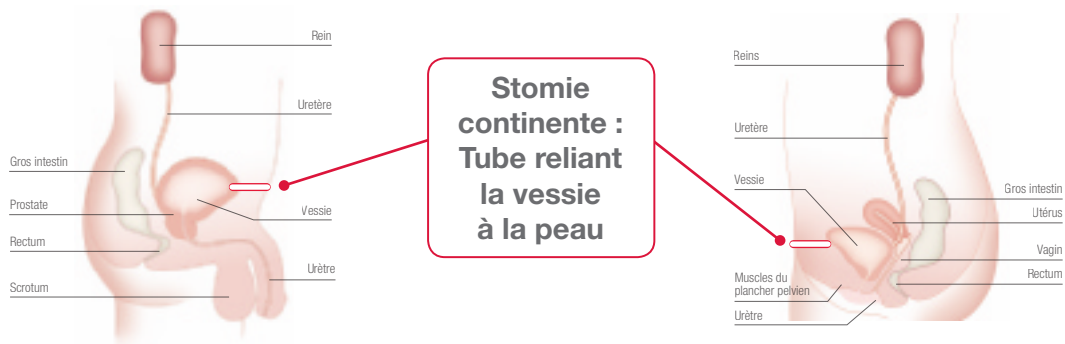 Rein
Uretère
Gros intestin
Prostate
Vessie
Rectum
Urètre
Scrotum
Stomie
continente :
Tube reliant
la vessie
à la peau
Reins
Uretère
Vessie
Gros intestin
Utérus
Vagin
Rectum
Muscles du
plancher pelvien
Urètre